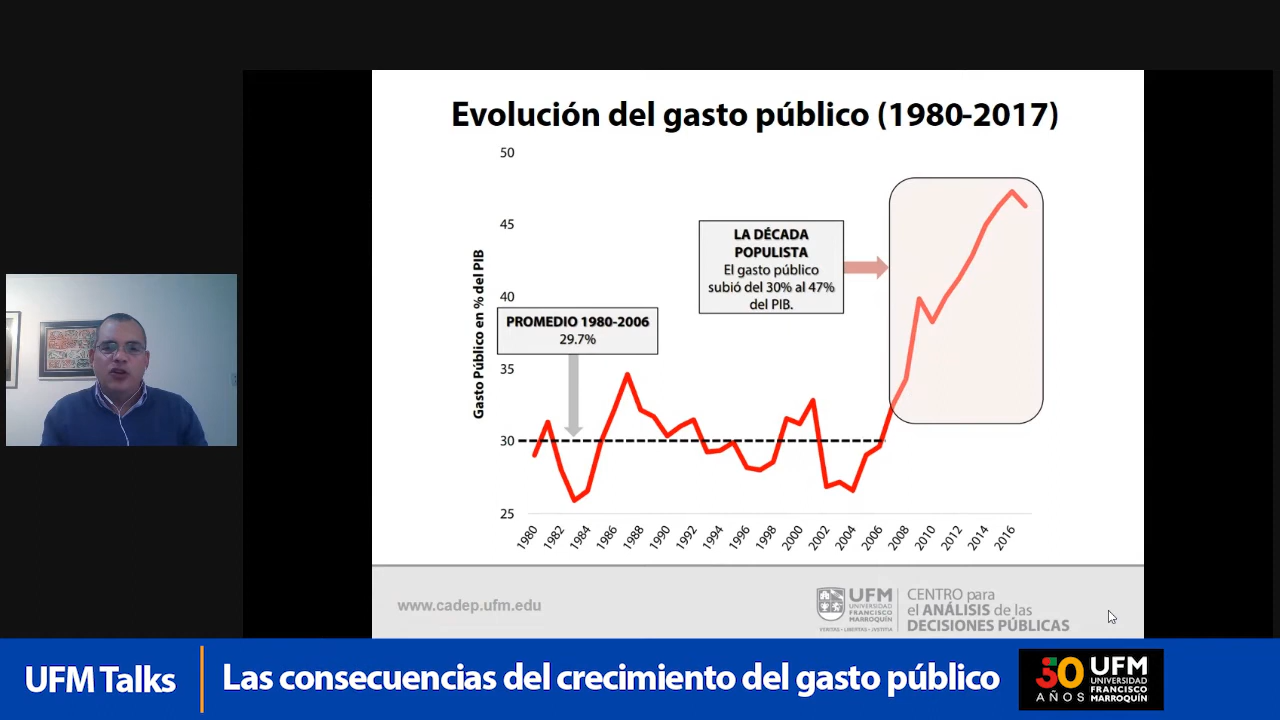 Evolución del gasto público (1980-2017)
50
45
40
35
30
25
Gasto Público en % del PIB
PROMEDIO 1980-2006
29.7%
LA DÉCADA
POPULISTA
El gasto público
subió del 30% al 47%
del PIB.
1980
1982
1984
1986
1988
1990
1992
1994
1996
1998
2000
2002
2004
2006
2008
2010
2012
2014
2016
www.cadep.ufm.edu
UFM
UNIVERSIDAD
FRANCISCO
MARROQUÍN
VERITAS • LIBERTAS • JVSTITIA
CENTRO para
el ANÁLISIS de las
DECISIONES PÚBLICAS
UFM Talks
Las consecuencias del crecimiento del gasto público
50
AÑOS
UFM
UNIVERSIDAD
FRANCISCO
MARROQUÍN